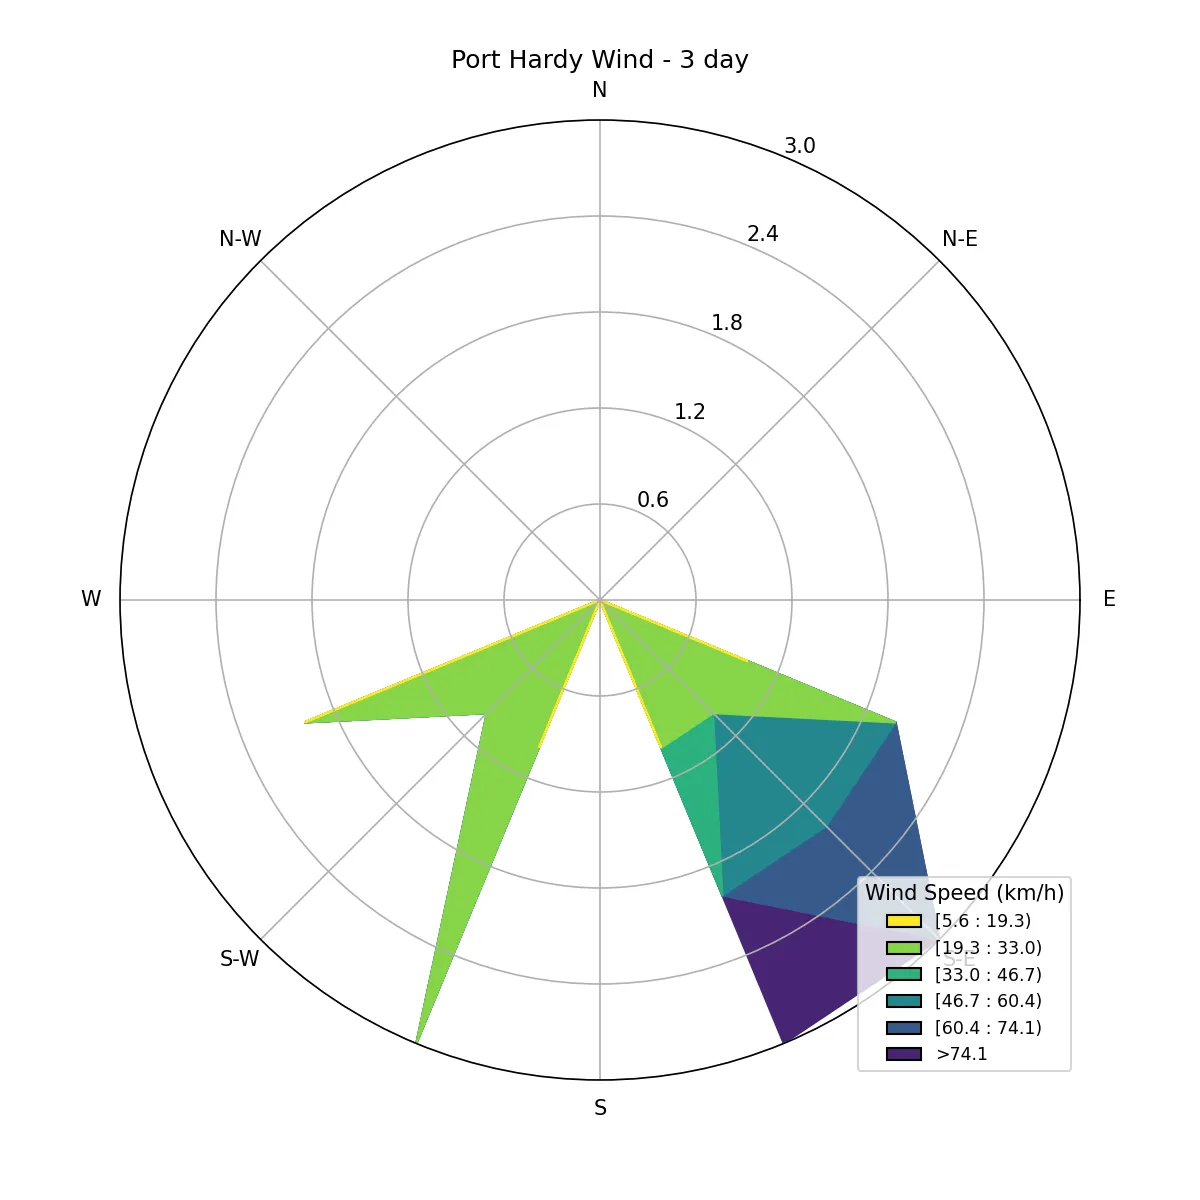 Port Hardy Wind - 3 day
N
3.0
N-W
2.4
N-E
1.8
1.2
0.6
W
E
Wind Speed (km/h)
[5.6 : 19.3)
[19.3 : 33.0)
S-W
S-E
[33.0 : 46.7)
[46.7 : 60.4)
[60.4 : 74.1)
>74.1
S